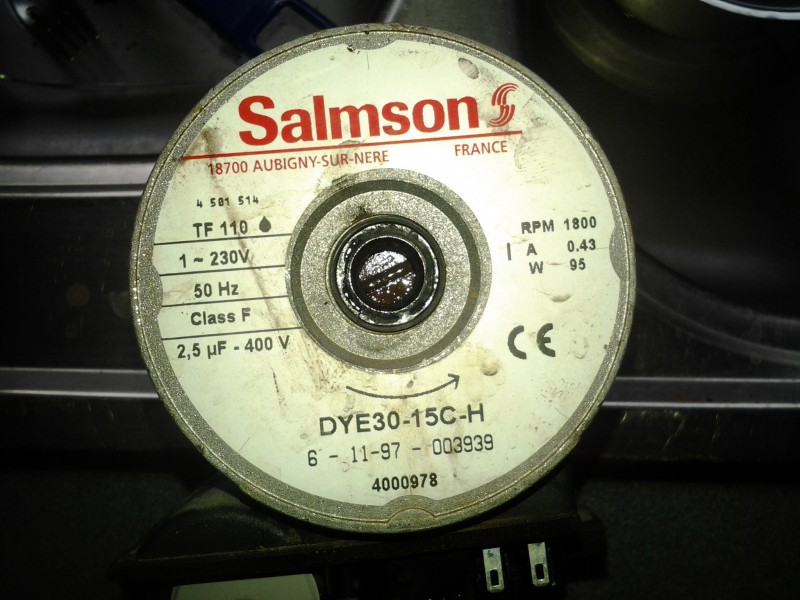 Salmson
18700 AUBIGNY-SUR-NERE FRANCE
4 501 514
TF 110
1 ~ 230V
50 Hz
Class F
2,5 µF - 400 V
RPM 1800
I A 0.43
W 95
CE
DYE30-15C-H
6 - 11-97 - 003939
4000978